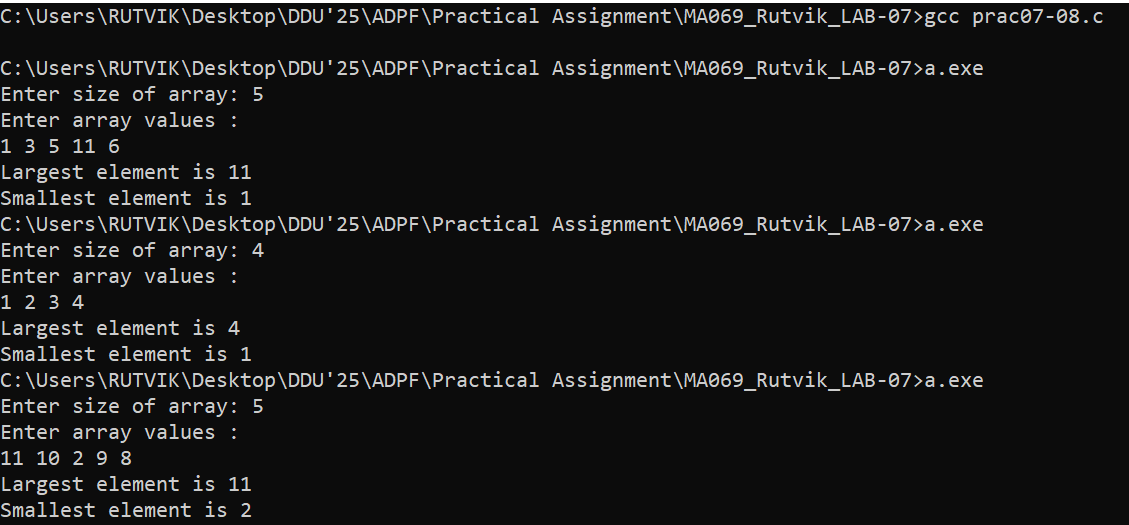 C:\Users\RUTVIK\Desktop\DDU'25\ADPF\Practical Assignment\MA069_Rutvik_LAB-07>gcc prac07-08.c
C:\Users\RUTVIK\Desktop\DDU'25\ADPF\Practical Assignment\MA069_Rutvik_LAB-07>a.exe
Enter size of array: 5
Enter array values :
1 3 5 11 6
Largest element is 11
Smallest element is 1
C:\Users\RUTVIK\Desktop\DDU'25\ADPF\Practical Assignment\MA069_Rutvik_LAB-07>a.exe
Enter size of array: 4
Enter array values :
1 2 3 4
Largest element is 4
Smallest element is 1
C:\Users\RUTVIK\Desktop\DDU'25\ADPF\Practical Assignment\MA069_Rutvik_LAB-07>a.exe
Enter size of array: 5
Enter array values :
11 10 2 9 8
Largest element is 11
Smallest element is 2